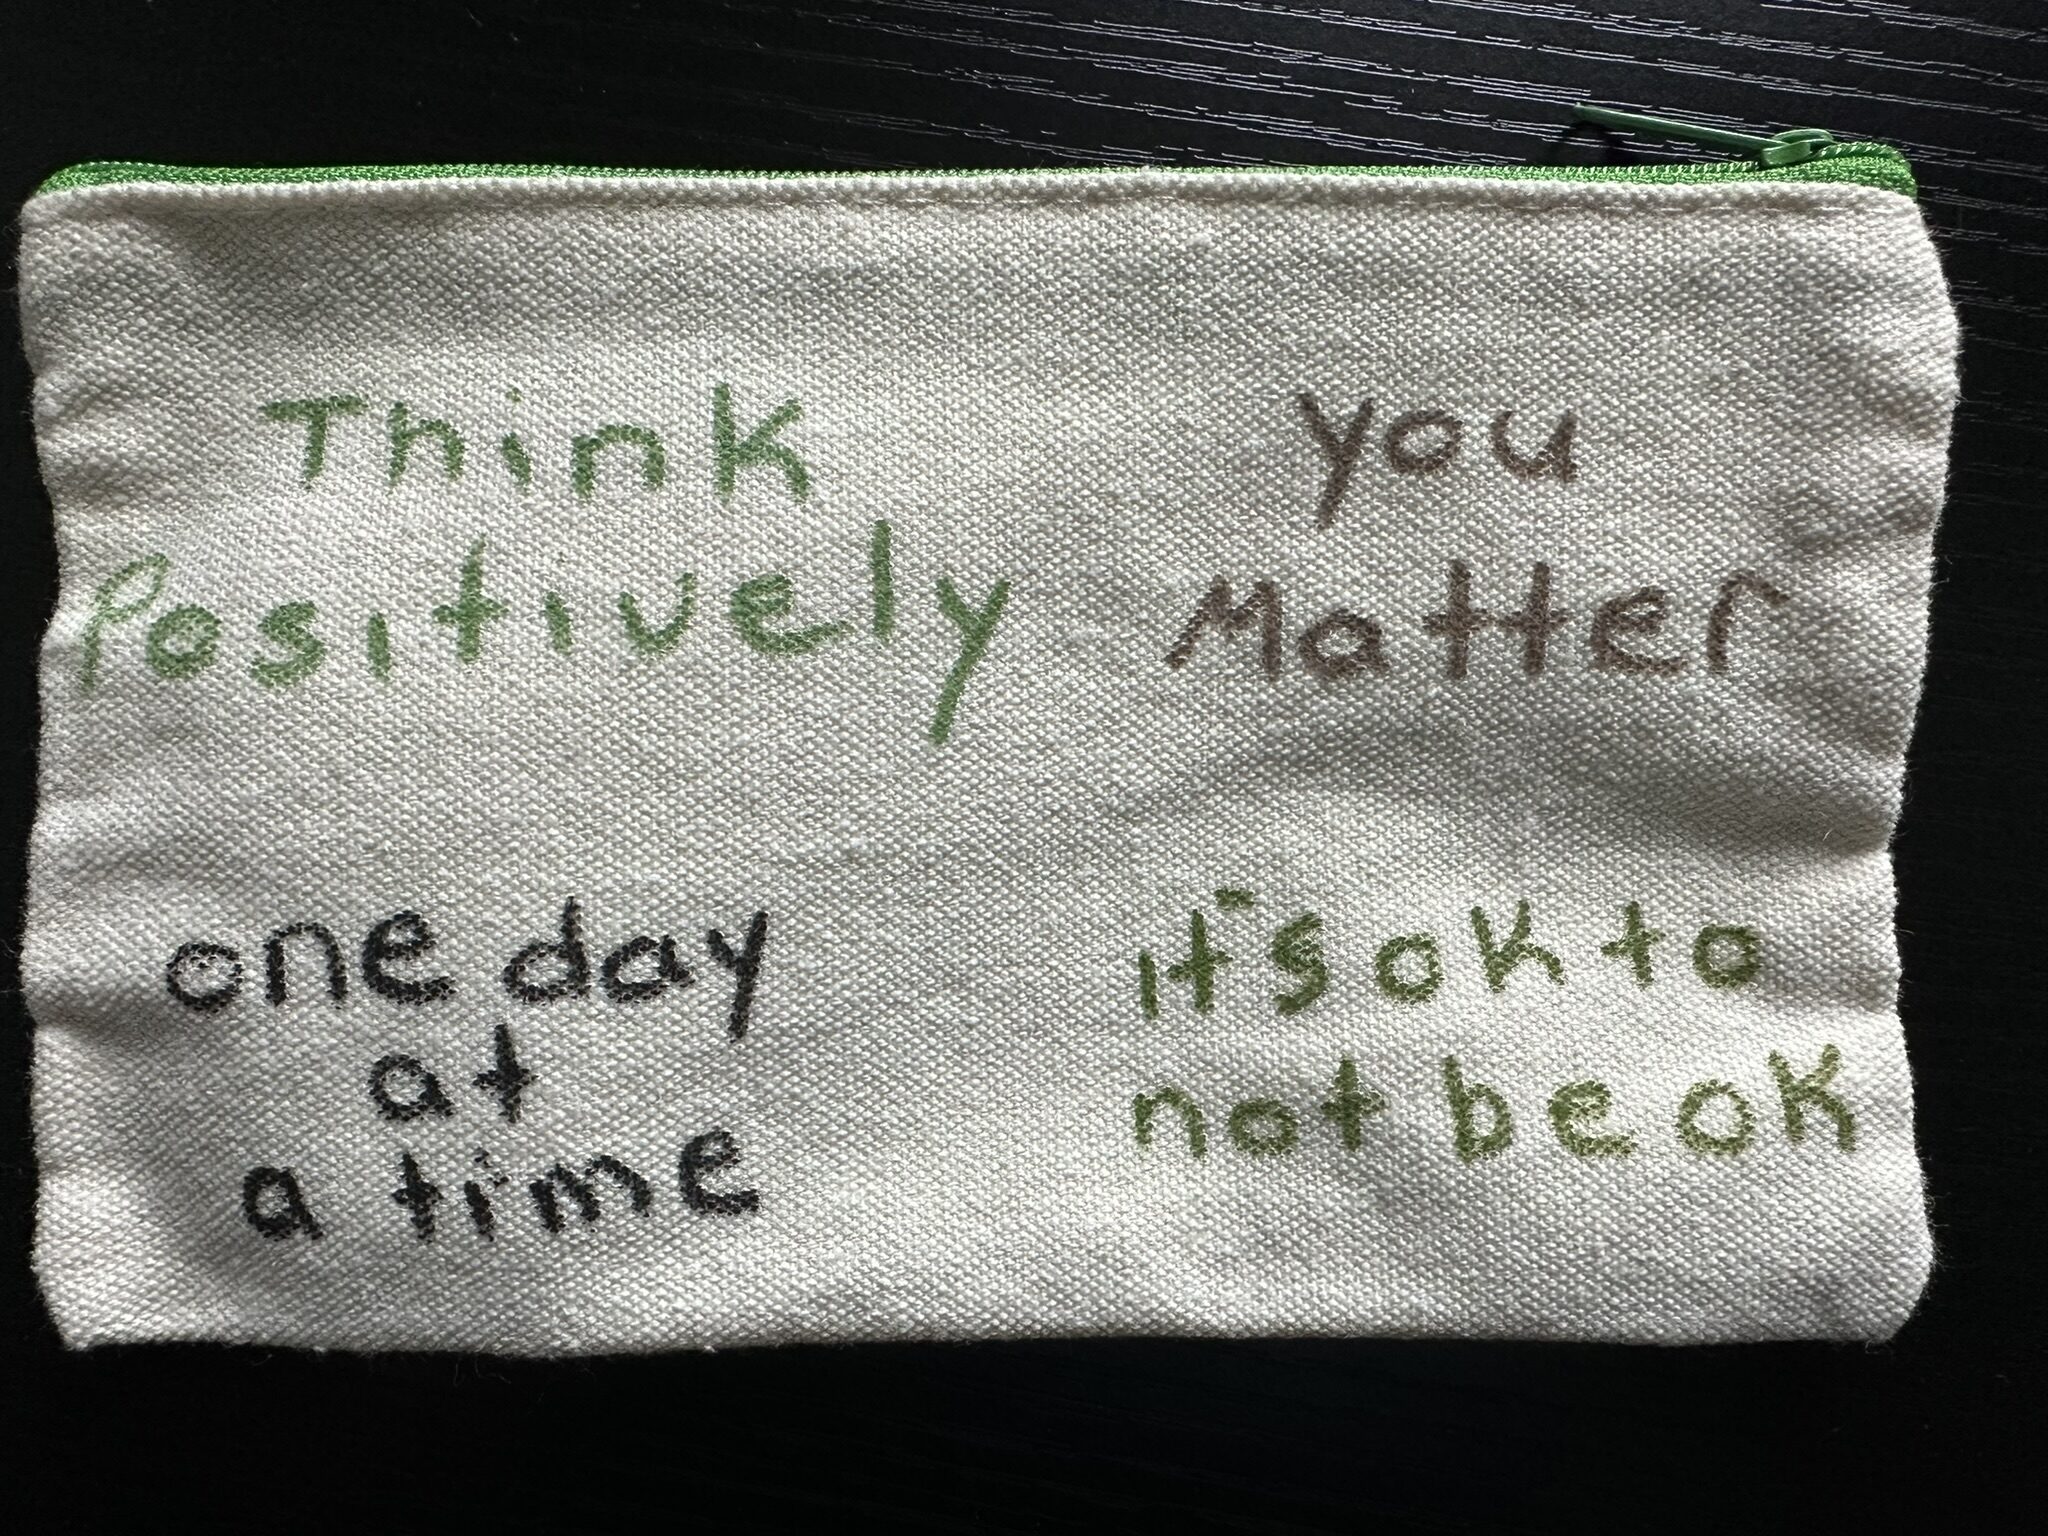 Think
Positively
you
Matter
one day
at
a time
it's ok to
not be ok